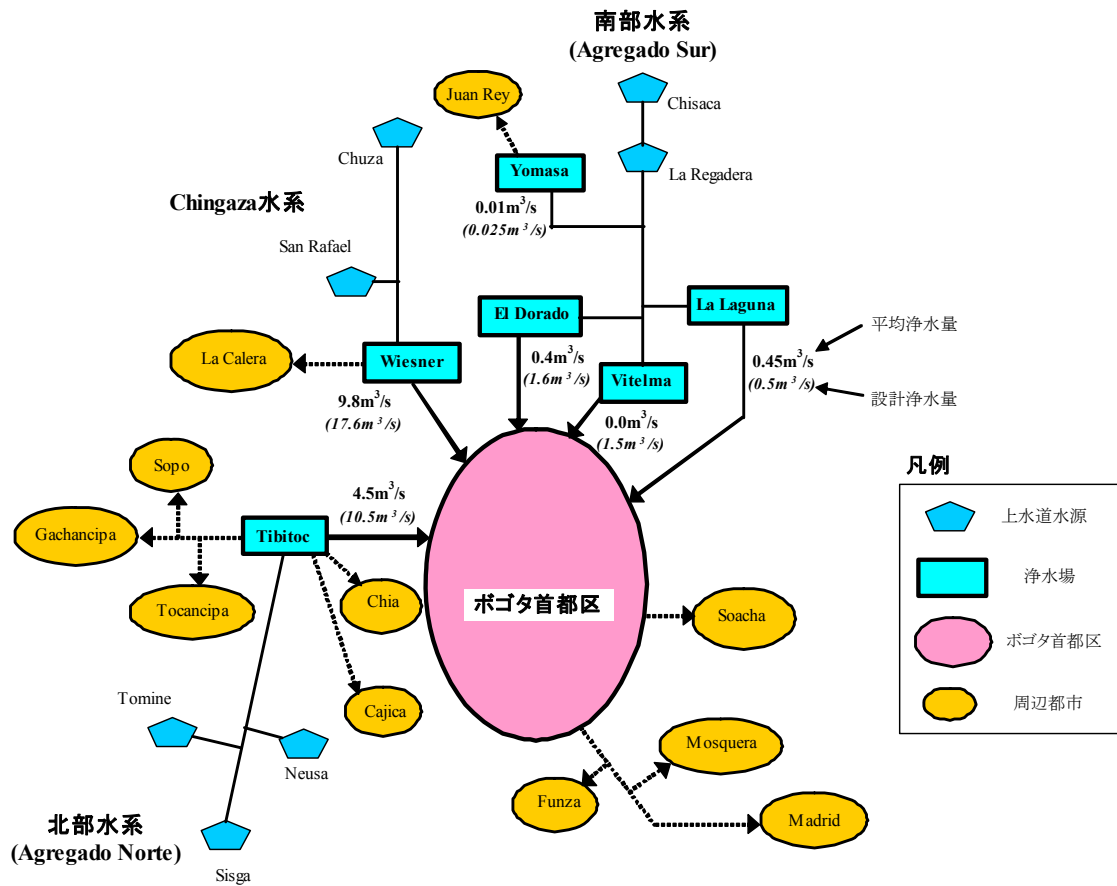 南部水系
(Agregado Sur)
Juan Rey
Chisaca
Chuza
Yomasa
La Regadera
Chingaza水系
0.01m³/s
(0.025m³/s)
San Rafael
El Dorado
La Laguna
平均浄水量
La Calera
Wiesner
0.4m³/s
(1.6m³/s)
Vitelma
0.45m³/s
(0.5m³/s)
設計浄水量
9.8m³/s
(17.6m³/s)
0.0m³/s
(1.5m³/s)
凡例
Sopo
4.5m³/s
(10.5m³/s)
上水道水源
Gachancipa
Tibitoc
浄水場
Tocancipa
Chia
ボゴタ首都区
Soacha
ボゴタ首都区
Cajica
周辺都市
Tomine
Neusa
Mosquera
Funza
Madrid
北部水系
(Agregado Norte)
Sisga